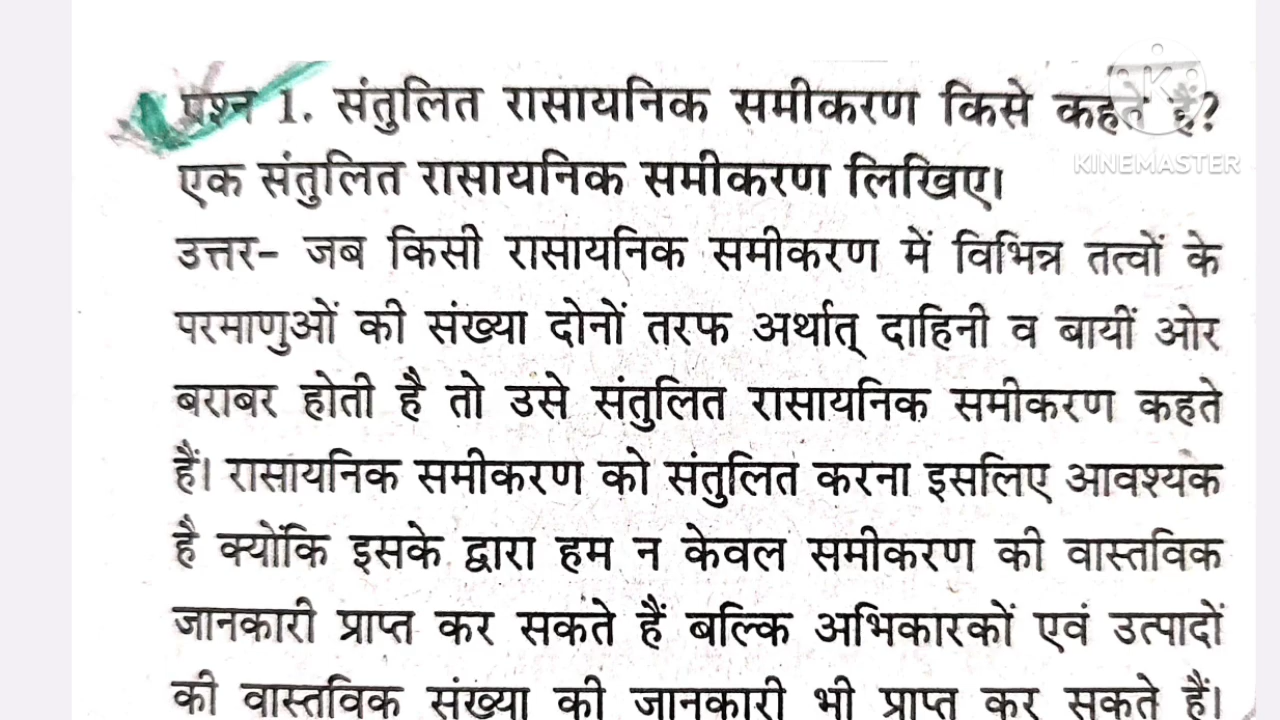 प्रश्न 1. संतुलित रासायनिक समीकरण किसे कहते हैं?
KINEMASTER
एक संतुलित रासायनिक समीकरण लिखिए।
उत्तर- जब किसी रासायनिक समीकरण में विभिन्न तत्वों के
परमाणुओं की संख्या दोनों तरफ अर्थात् दाहिनी व बायीं ओर
बराबर होती है तो उसे संतुलित रासायनिक समीकरण कहते
हैं। रासायनिक समीकरण को संतुलित करना इसलिए आवश्यक
है क्योंकि इसके द्वारा हम न केवल समीकरण की वास्तविक
जानकारी प्राप्त कर सकते हैं बल्कि अभिकारकों एवं उत्पादों
की वास्तविक संख्या की जानकारी भी प्राप्त कर सकते हैं।